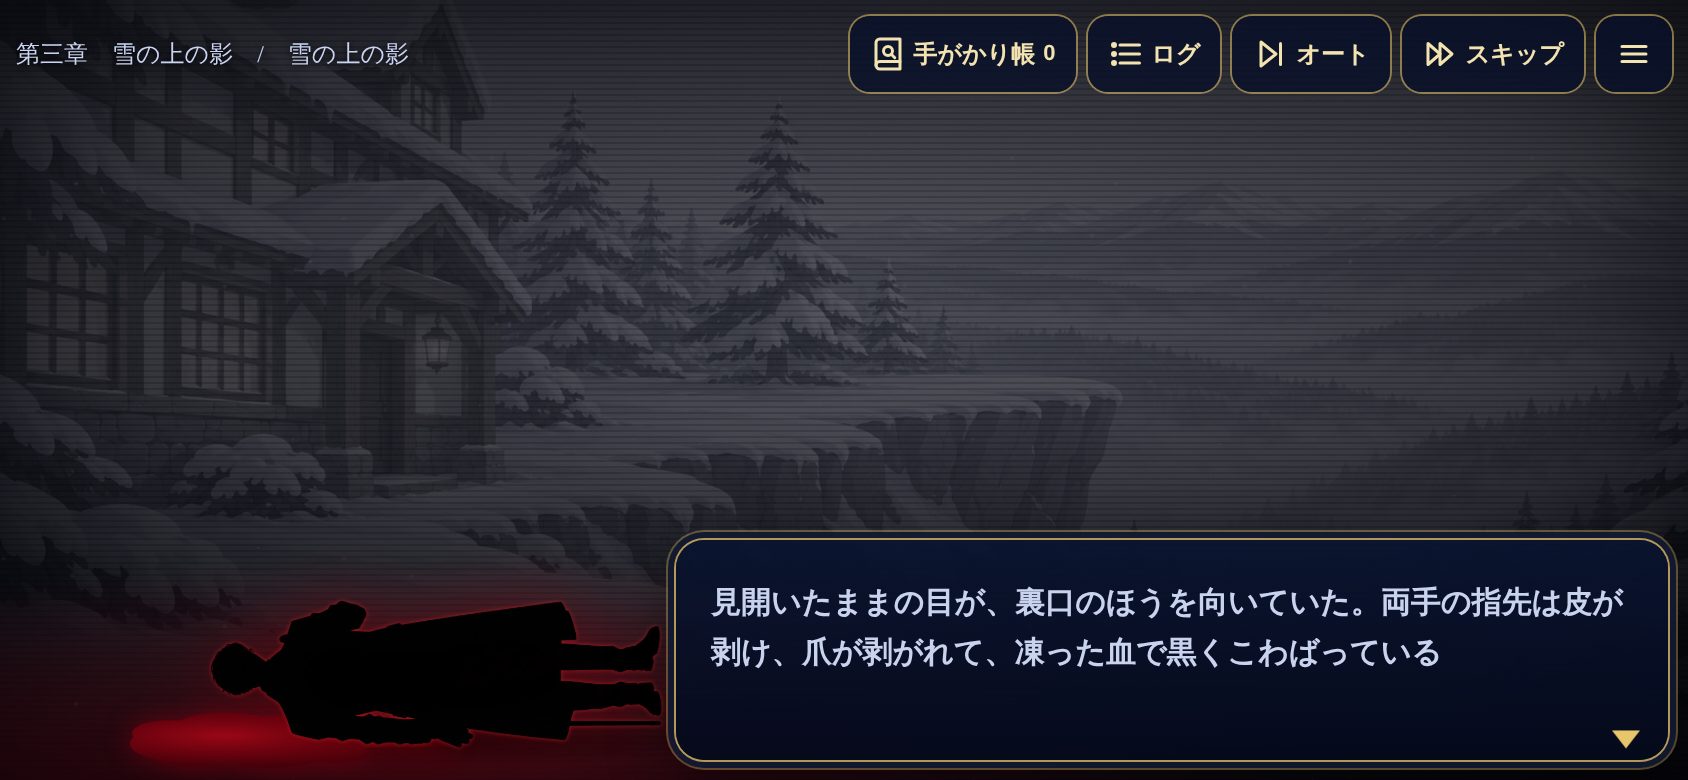 第三章 雪の上の影 / 雪の上の影
手がかり帳 0
ログ
オート
スキップ
見開いたままの目が、裏口のほうを向いていた。両手の指先は皮が
剥け、爪が剥がれて、凍った血で黒くこわばっている